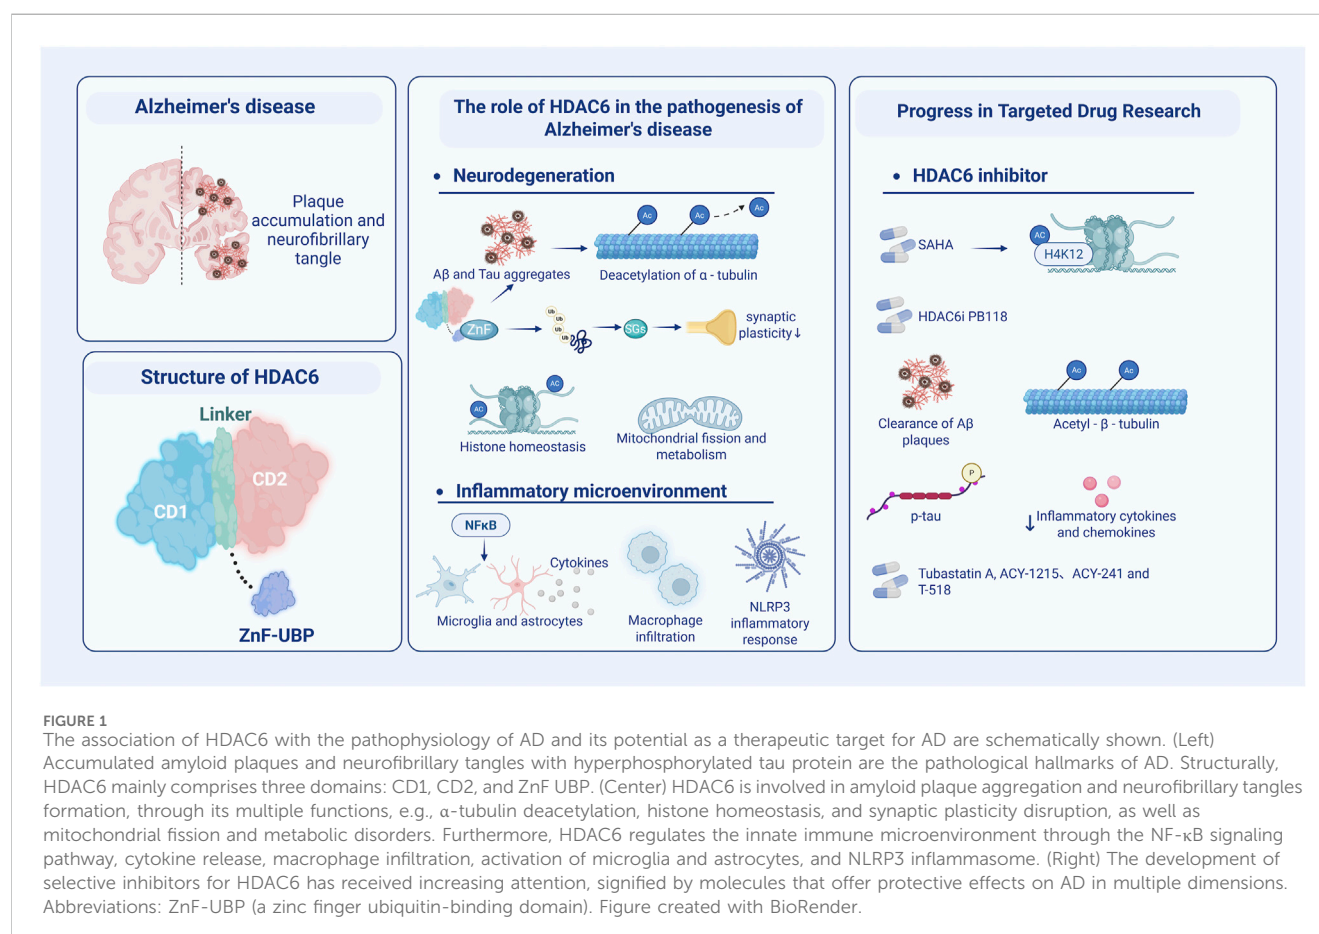 Alzheimer's disease
Plaque
accumulation and
neurofibrillary
tangle
Structure of HDAC6
Linker
CD1
CD2
ZnF-UBP
The role of HDAC6 in the pathogenesis of
Alzheimer's disease
• Neurodegeneration
Ac
Ac
Ac
Aβ and Tau aggregates
Deacetylation of α - tubulin
ZnF
Ub
Ub
Ub
Ub
SGs
synaptic
plasticity↓
AC
AC
Histone homeostasis
Mitochondrial fission and
metabolism
• Inflammatory microenvironment
NFκB
Cytokines
Microglia and astrocytes
Macrophage
infiltration
NLRP3
inflammatory
response
Progress in Targeted Drug Research
• HDAC6 inhibitor
SAHA
AC
H4K12
HDAC6i PB118
Clearance of Aβ
plaques
Ac
Ac
Acetyl - β - tubulin
P
p-tau
↓ Inflammatory cytokines
and chemokines
Tubastatin A, ACY-1215、ACY-241 and
T-518
FIGURE 1
The association of HDAC6 with the pathophysiology of AD and its potential as a therapeutic target for AD are schematically shown. (Left)
Accumulated amyloid plaques and neurofibrillary tangles with hyperphosphorylated tau protein are the pathological hallmarks of AD. Structurally,
HDAC6 mainly comprises three domains: CD1, CD2, and ZnF UBP. (Center) HDAC6 is involved in amyloid plaque aggregation and neurofibrillary tangles
formation, through its multiple functions, e.g., α-tubulin deacetylation, histone homeostasis, and synaptic plasticity disruption, as well as
mitochondrial fission and metabolic disorders. Furthermore, HDAC6 regulates the innate immune microenvironment through the NF-κB signaling
pathway, cytokine release, macrophage infiltration, activation of microglia and astrocytes, and NLRP3 inflammasome. (Right) The development of
selective inhibitors for HDAC6 has received increasing attention, signified by molecules that offer protective effects on AD in multiple dimensions.
Abbreviations: ZnF-UBP (a zinc finger ubiquitin-binding domain). Figure created with BioRender.